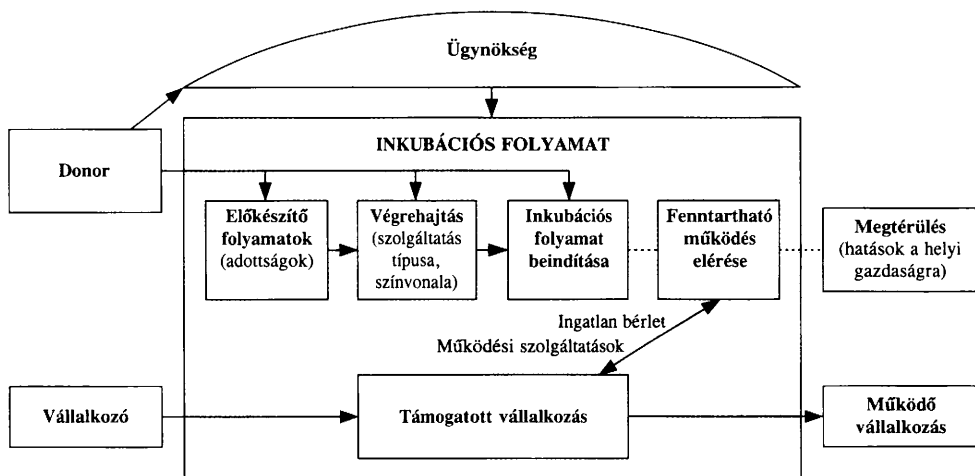 Ügynökség
INKUBÁCIÓS FOLYAMAT
Donor
Előkészítő
folyamatok
(adottságok)
Végrehajtás
(szolgáltatás
típusa,
színvonala)
Inkubációs
folyamat
beindítása
Fenntartható
működés
elérése
Megtérülés
(hatások a helyi
gazdaságra)
Ingatlan bérlet
Működési szolgáltatások
Vállalkozó
Támogatott vállalkozás
Működő
vállalkozás